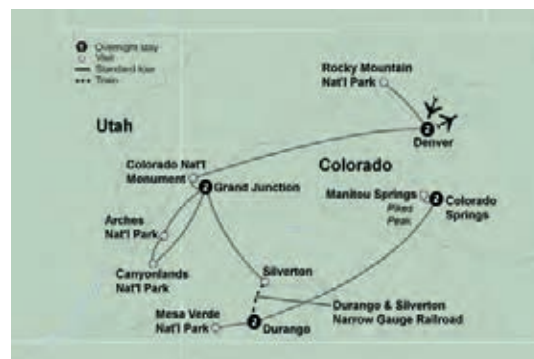 2 Overnight stay
Visit
Standard tour
Train
Rocky Mountain
Nat'l Park
Utah
2
Denver
Colorado Nat'l
Monument
Colorado
2 Grand Junction
Manitou Springs
Pikes
Peak
2 Colorado
Springs
Arches
Nat'l Park
Canyonlands
Nat'l Park
Silverton
Mesa Verde
Nat'l Park
2
Durango
Durango & Silverton
Narrow Gauge Railroad